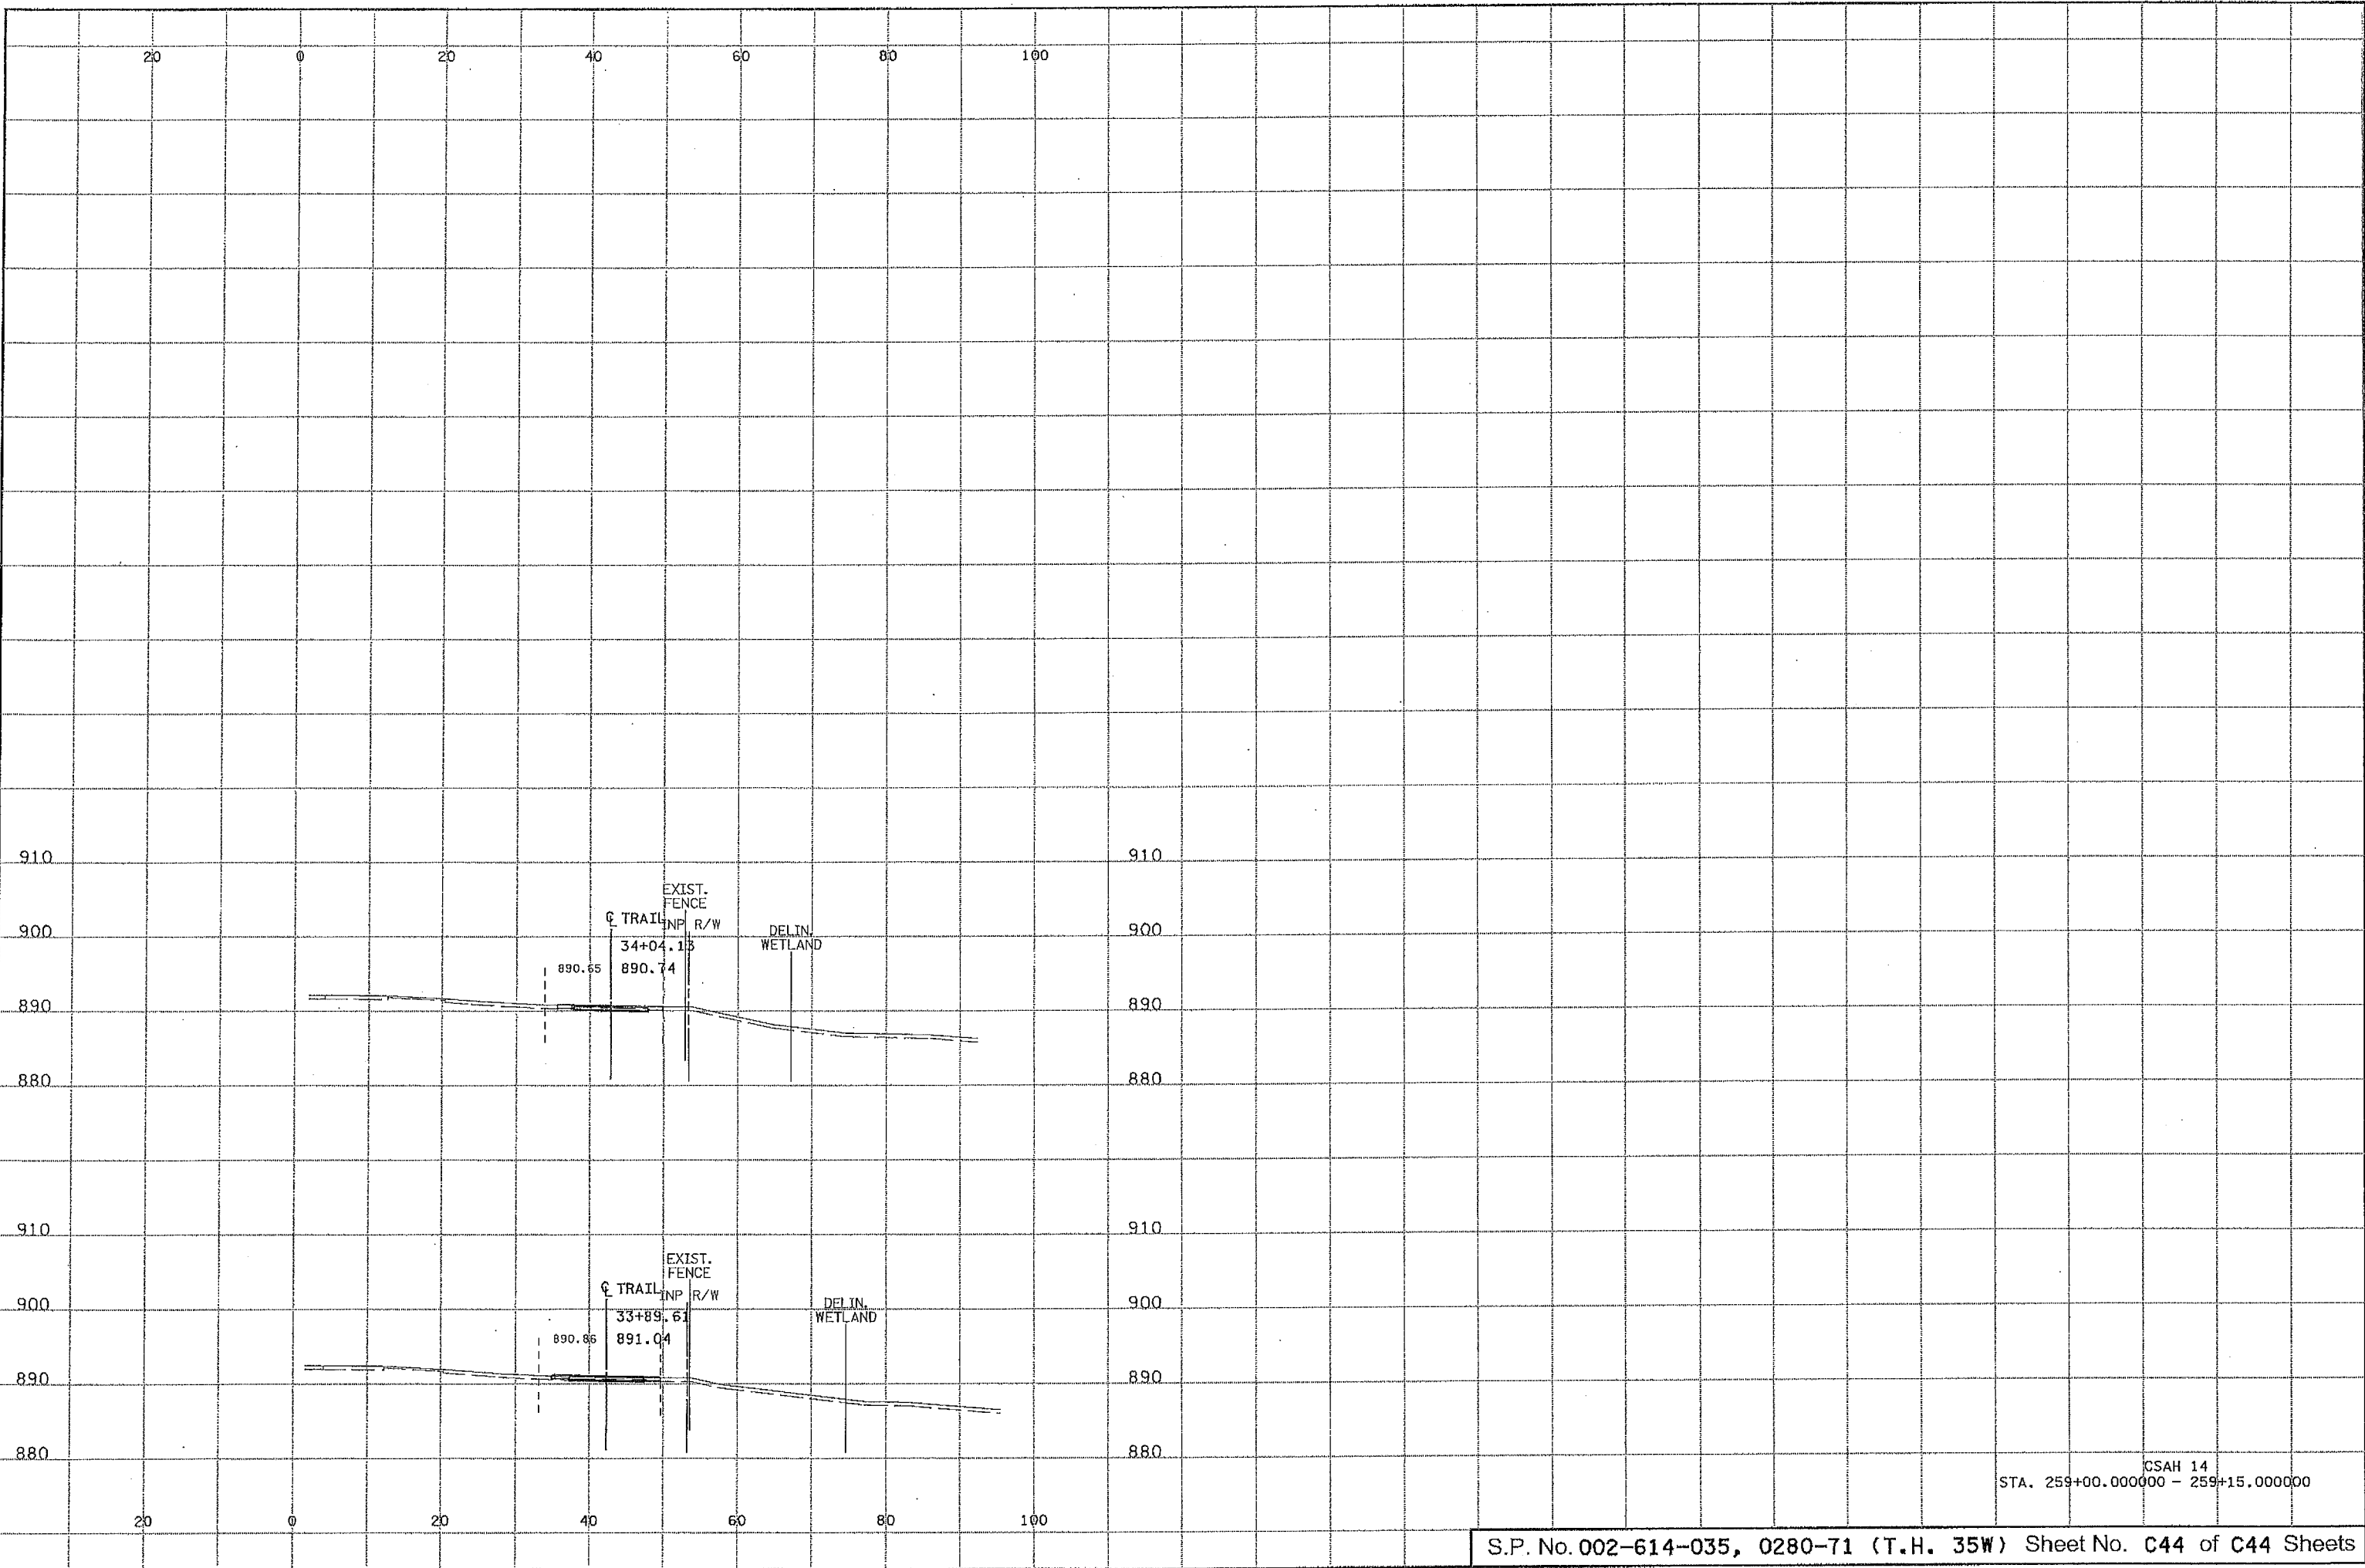 20 0 20 40 60 80 100
910 910
EXIST.
FENCE
℄ TRAIL INP R/W
900 900
34+04.13
DELIN.
WETLAND
890.65 890.74
890 890
880 880
910 910
EXIST.
FENCE
℄ TRAIL INP R/W
900 900
33+89.61
DELIN.
WETLAND
890.86 891.04
890 890
880 880
CSAH 14
STA. 259+00.000000 - 259+15.000000
20 0 20 40 60 80 100
S.P. No. 002-614-035, 0280-71 (T.H. 35W) Sheet No. C44 of C44 Sheets